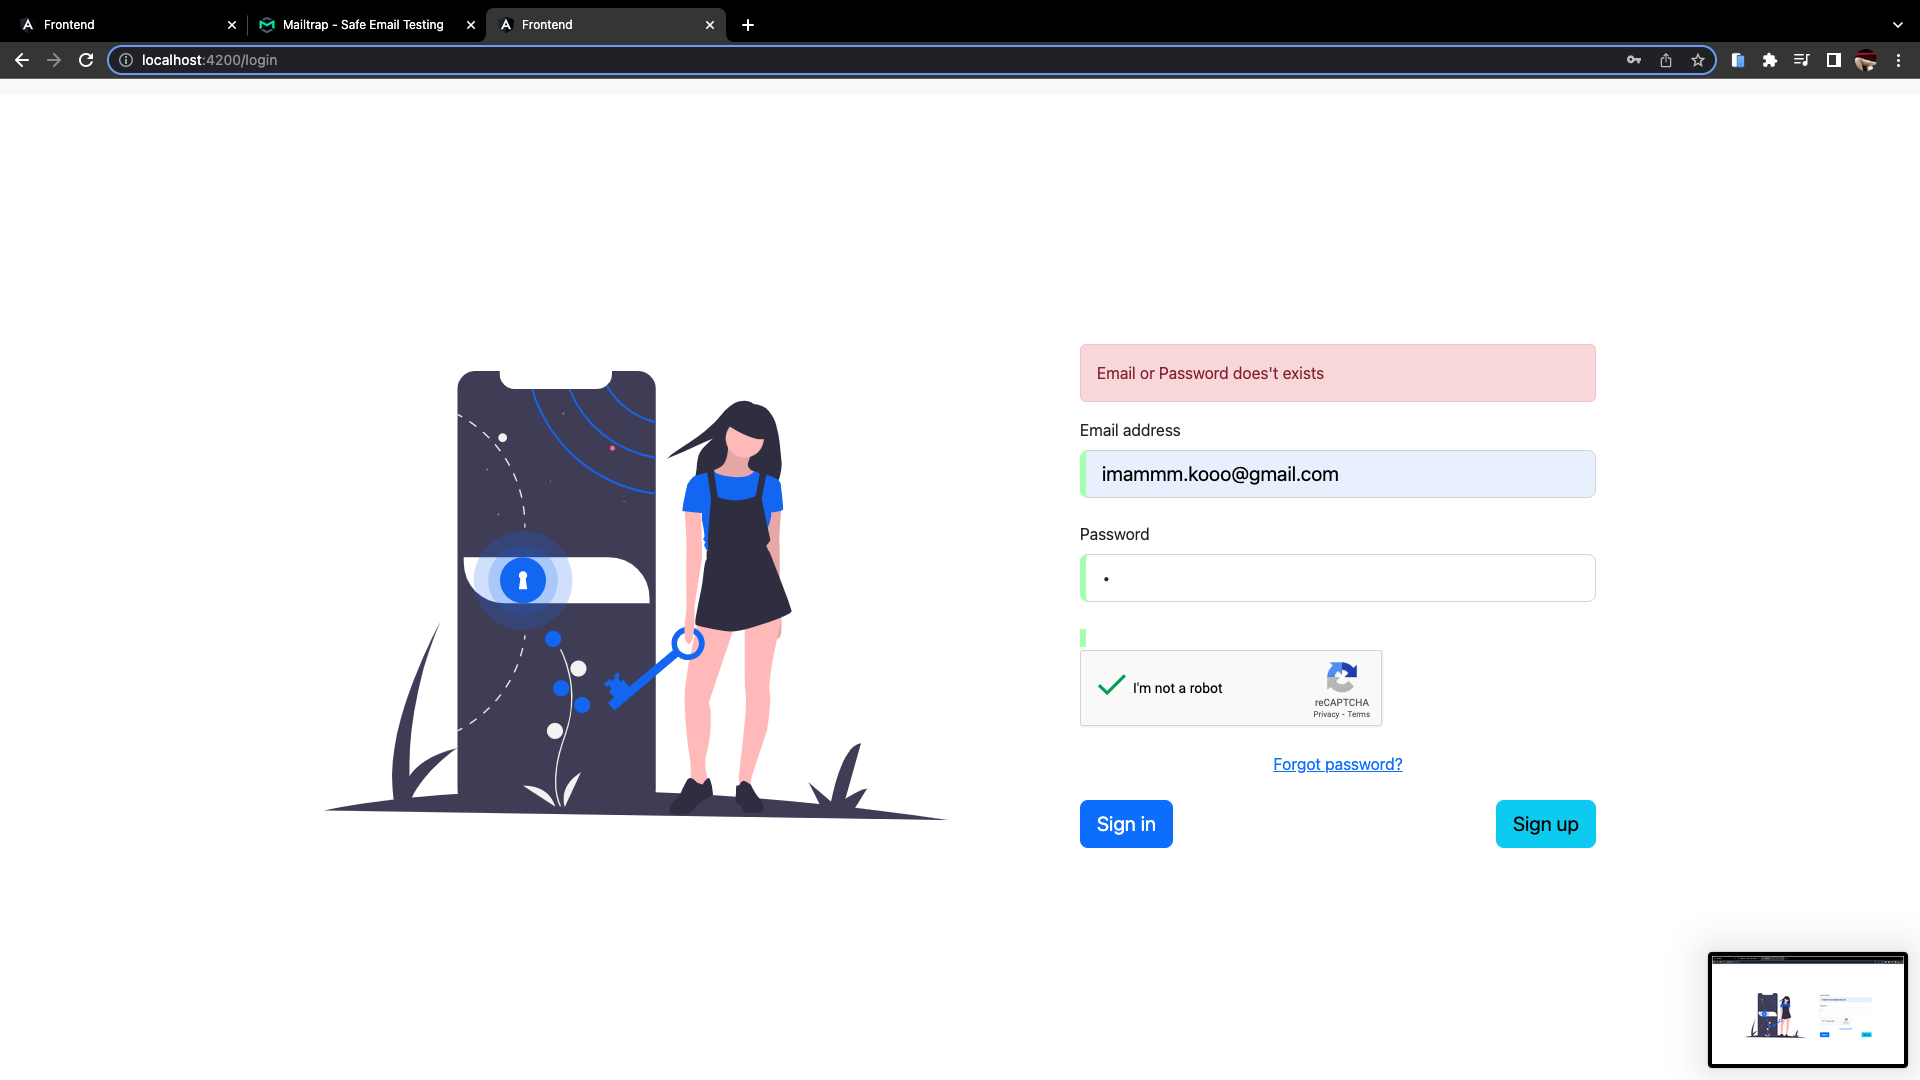 Frontend
Mailtrap - Safe Email Testing
Frontend
localhost:4200/login
Email or Password does't exists
Email address
imammm.kooo@gmail.com
Password
I'm not a robot
reCAPTCHA
Privacy - Terms
Forgot password?
Sign in
Sign up